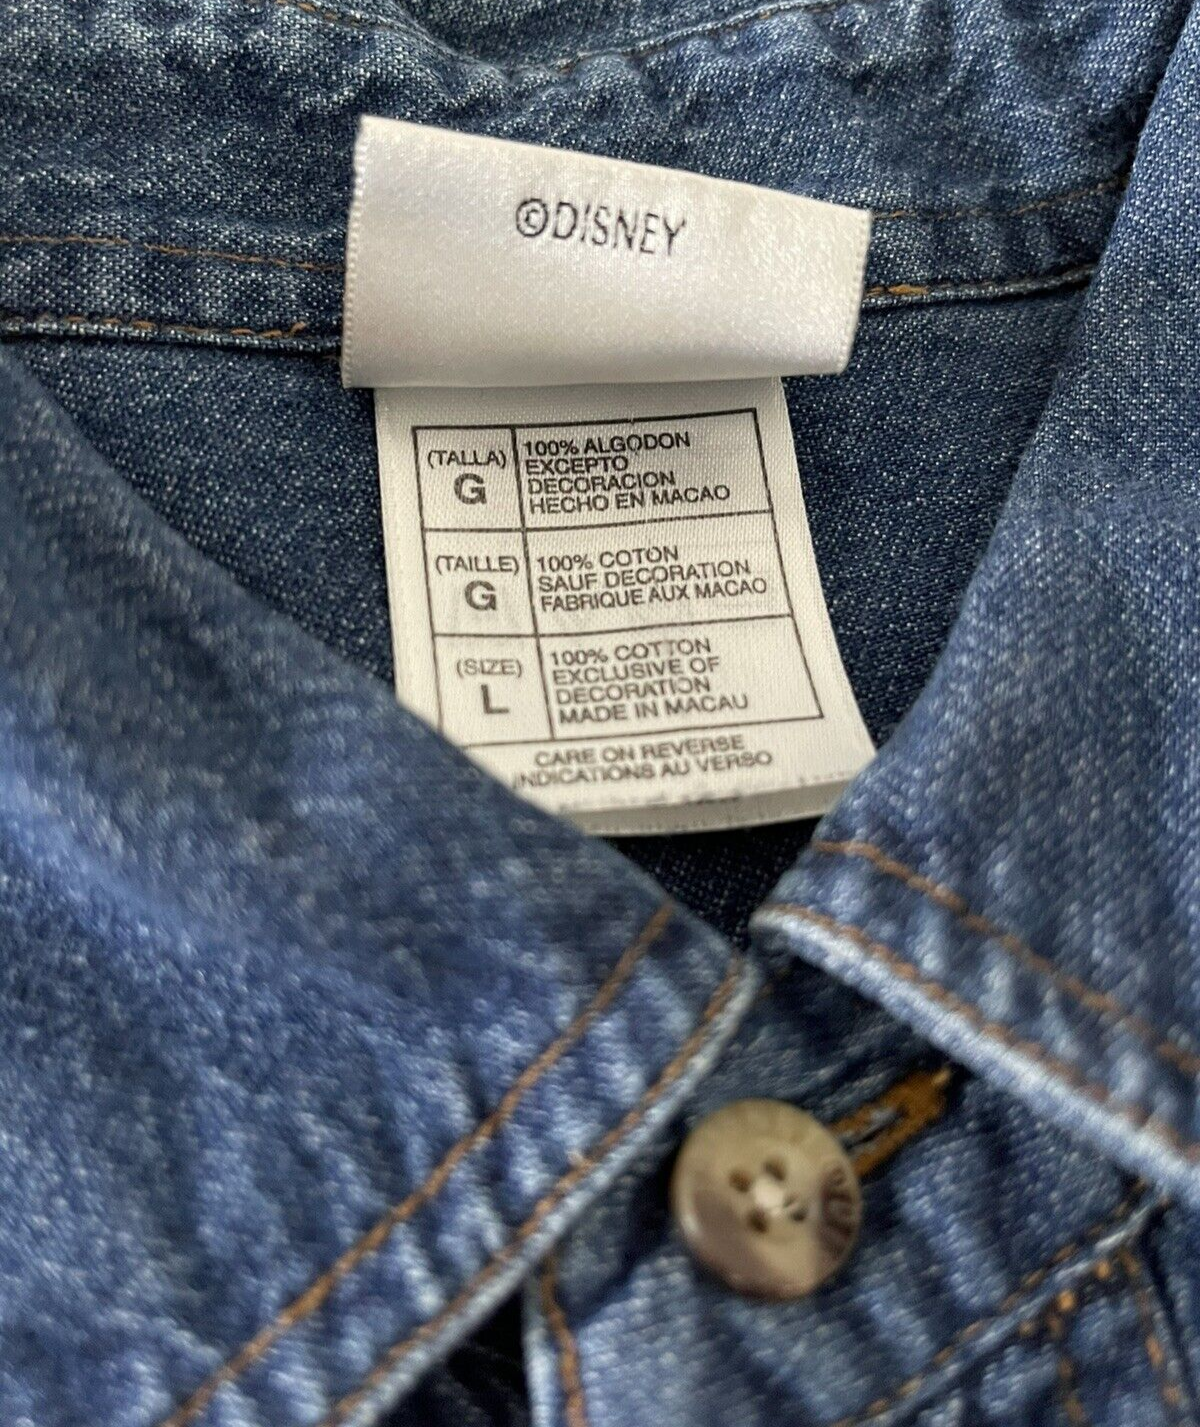 ©DISNEY
(TALLA)
G
100% ALGODON
EXCEPTO
DECORACION
HECHO EN MACAO
(TAILLE)
G
100% COTON
SAUF DECORATION
FABRIQUE AUX MACAO
(SIZE)
L
100% COTTON
EXCLUSIVE OF
DECORATION
MADE IN MACAU
CARE ON REVERSE
INDICATIONS AU VERSO